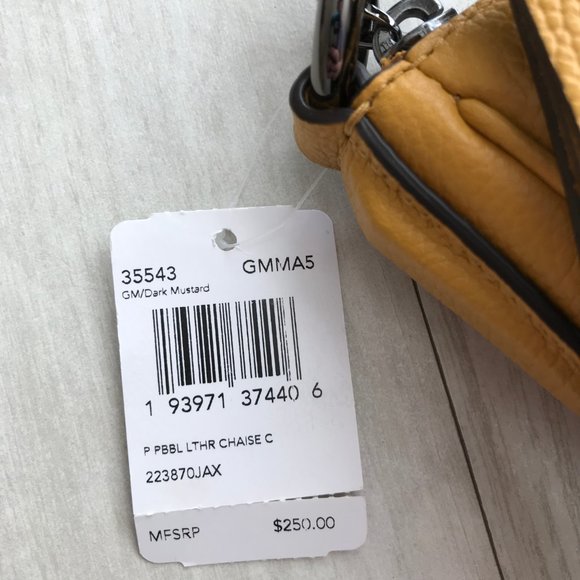 35543 GMMA5
GM/Dark Mustard
1 93971 37440 6
P PBBL LTHR CHAISE C
223870JAX
MFSRP $250.00